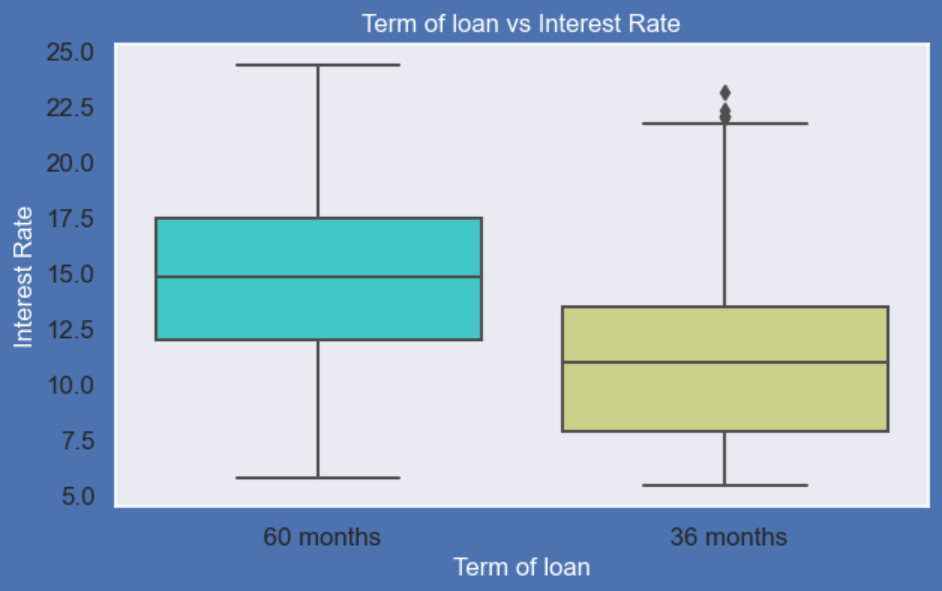 Term of loan vs Interest Rate
25.0
22.5
20.0
17.5
15.0
12.5
10.0
7.5
5.0
Interest Rate
60 months
36 months
Term of loan